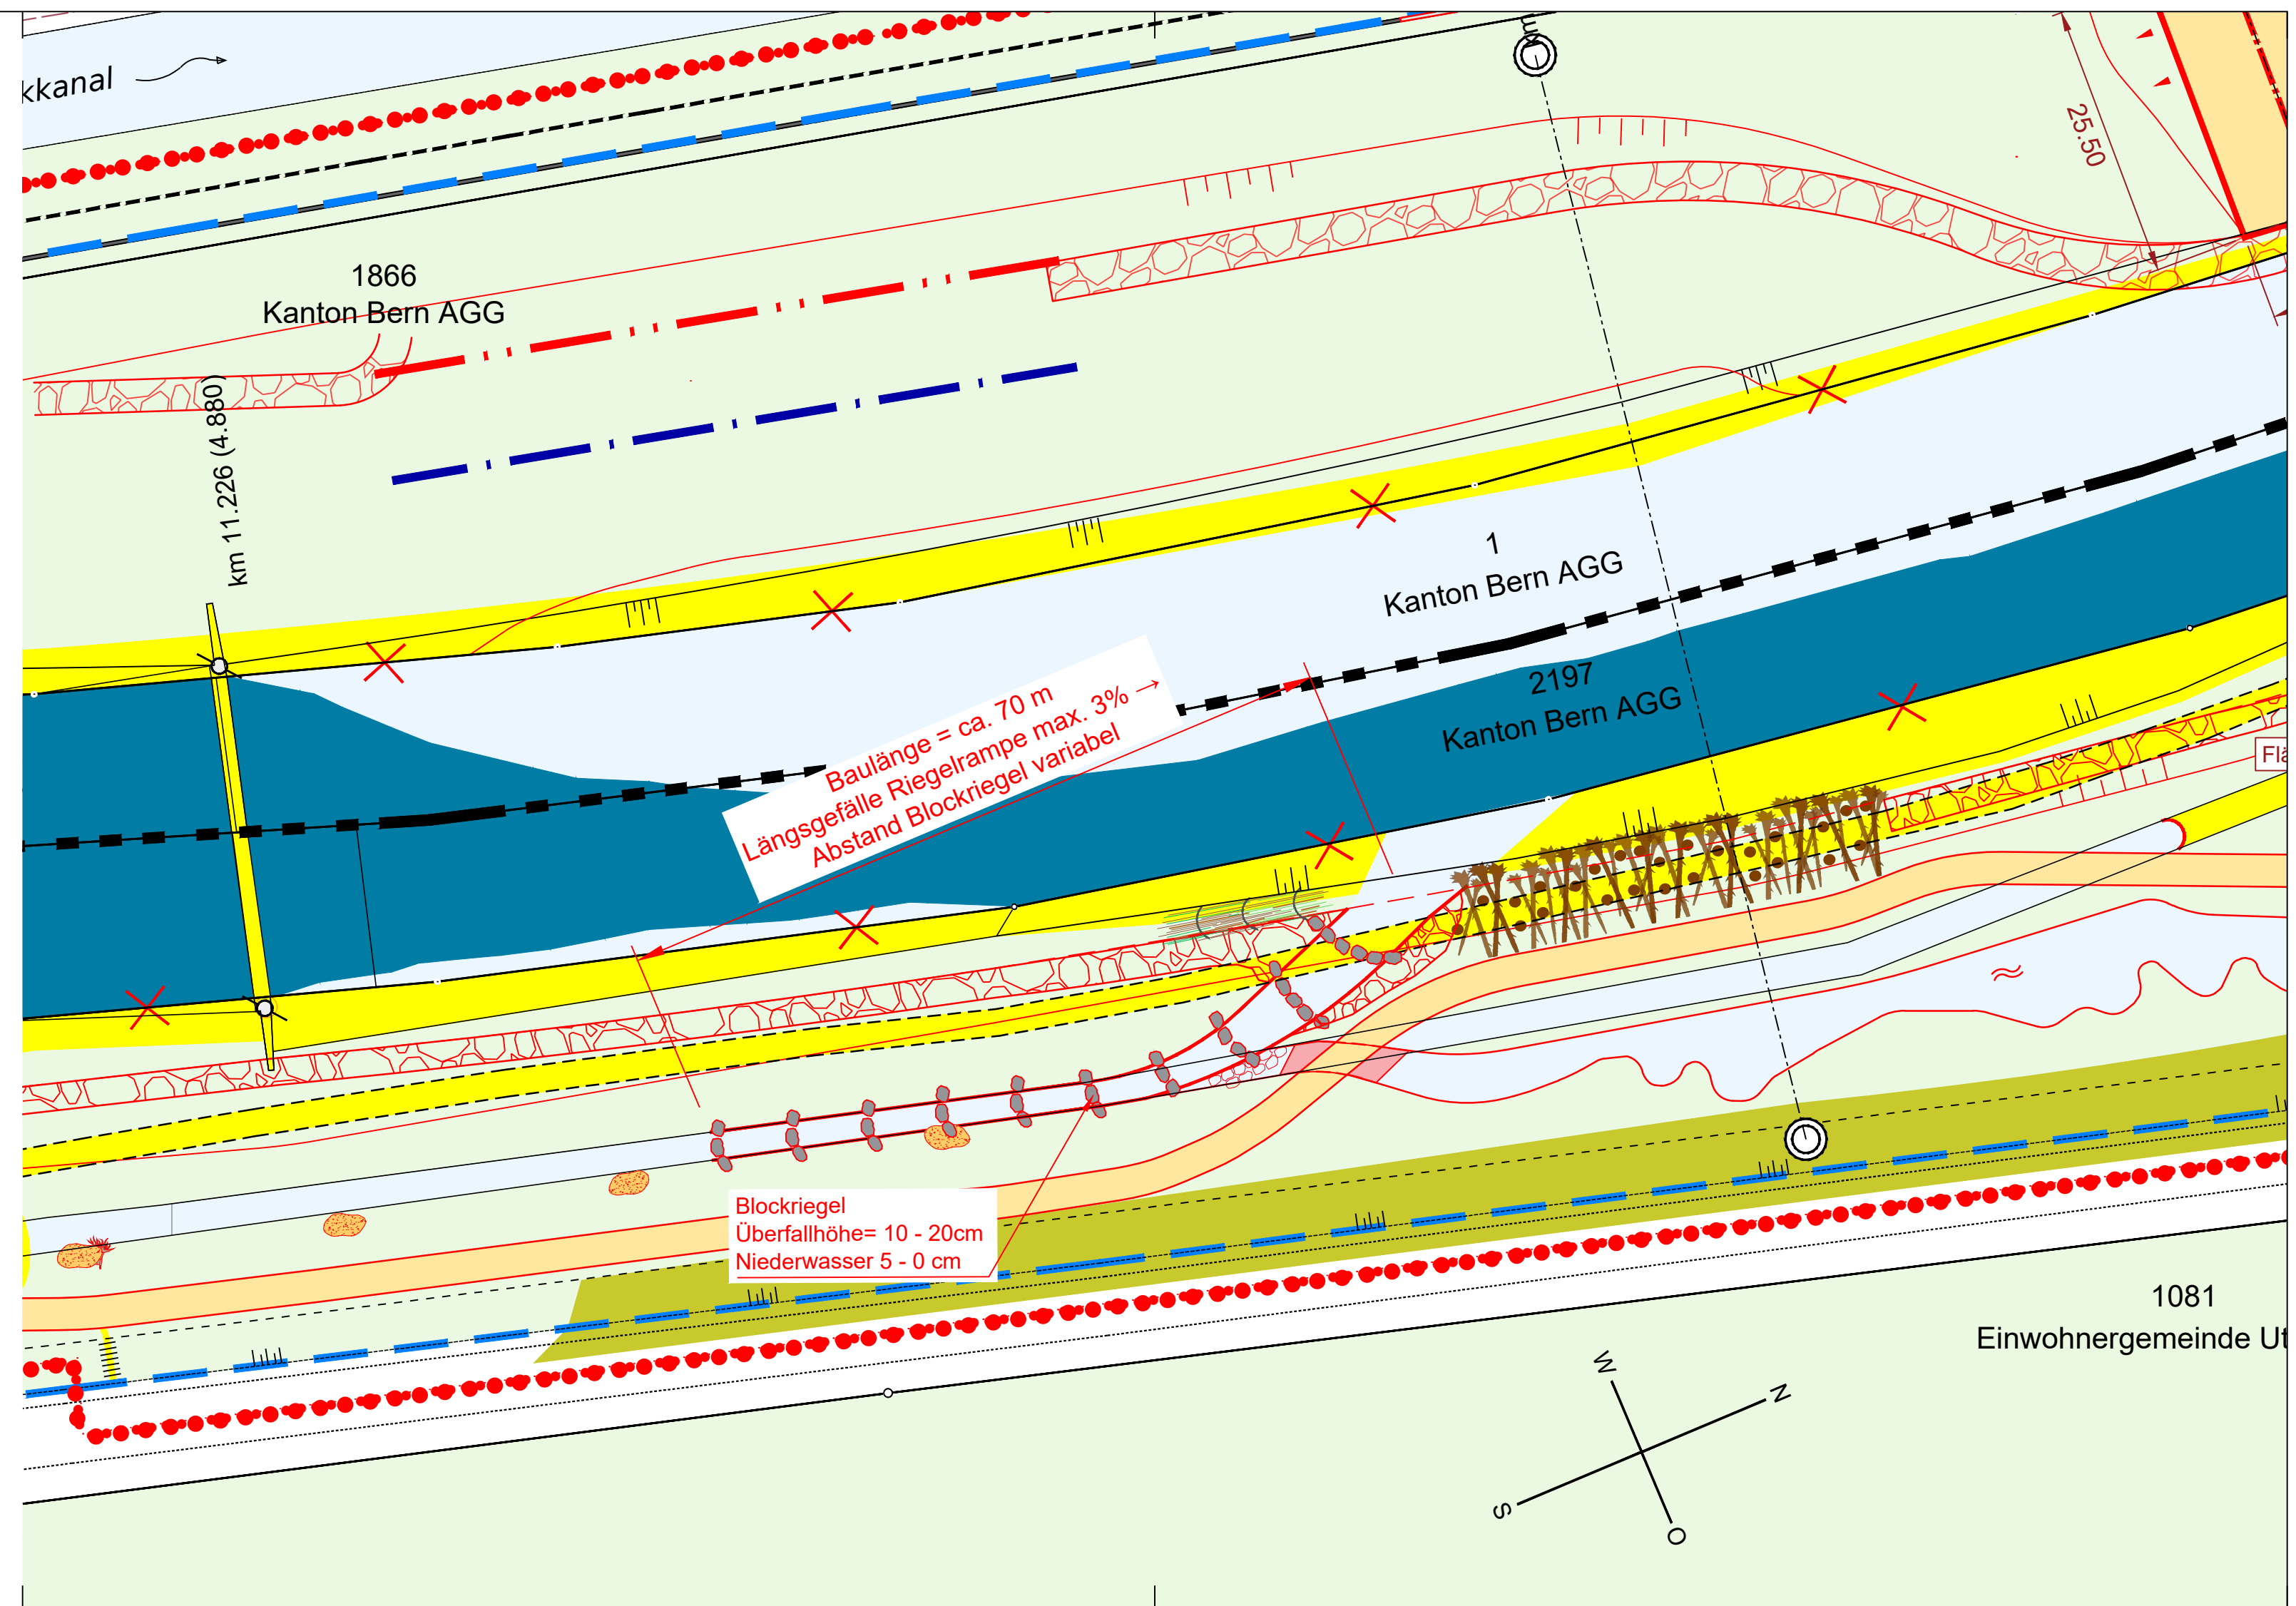 kkanal
25.50
1866
Kanton Bern AGG
km 11.226 (4.880)
1
Kanton Bern AGG
2197
Kanton Bern AGG
Baulänge = ca. 70 m
Längsgefälle Riegelrampe max. 3% →
Abstand Blockriegel variabel
Flä
Blockriegel
Überfallhöhe= 10 - 20cm
Niederwasser 5 - 0 cm
1081
Einwohnergemeinde Ut
W
N
S
O